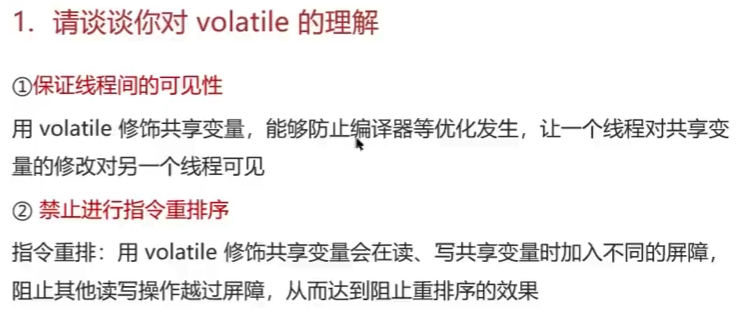 1. 请谈谈你对 volatile 的理解
①保证线程间的可见性
用 volatile 修饰共享变量，能够防止编译器等优化发生，让一个线程对共享变
量的修改对另一个线程可见
② 禁止进行指令重排序
指令重排：用 volatile 修饰共享变量会在读、写共享变量时加入不同的屏障，
阻止其他读写操作越过屏障，从而达到阻止重排序的效果